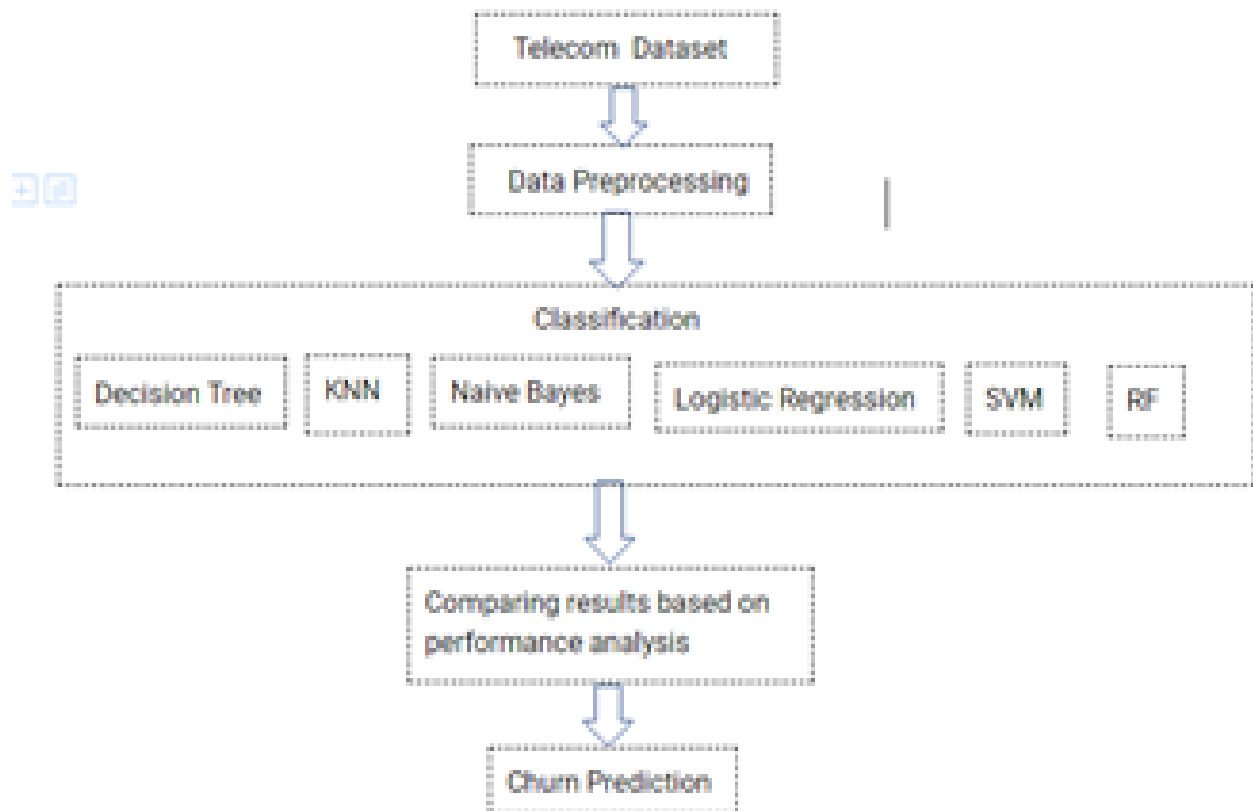 Telecom Dataset
Data Preprocessing
Classification
Decision Tree
KNN
Naive Bayes
Logistic Regression
SVM
RF
Comparing results based on
performance analysis
Churn Prediction